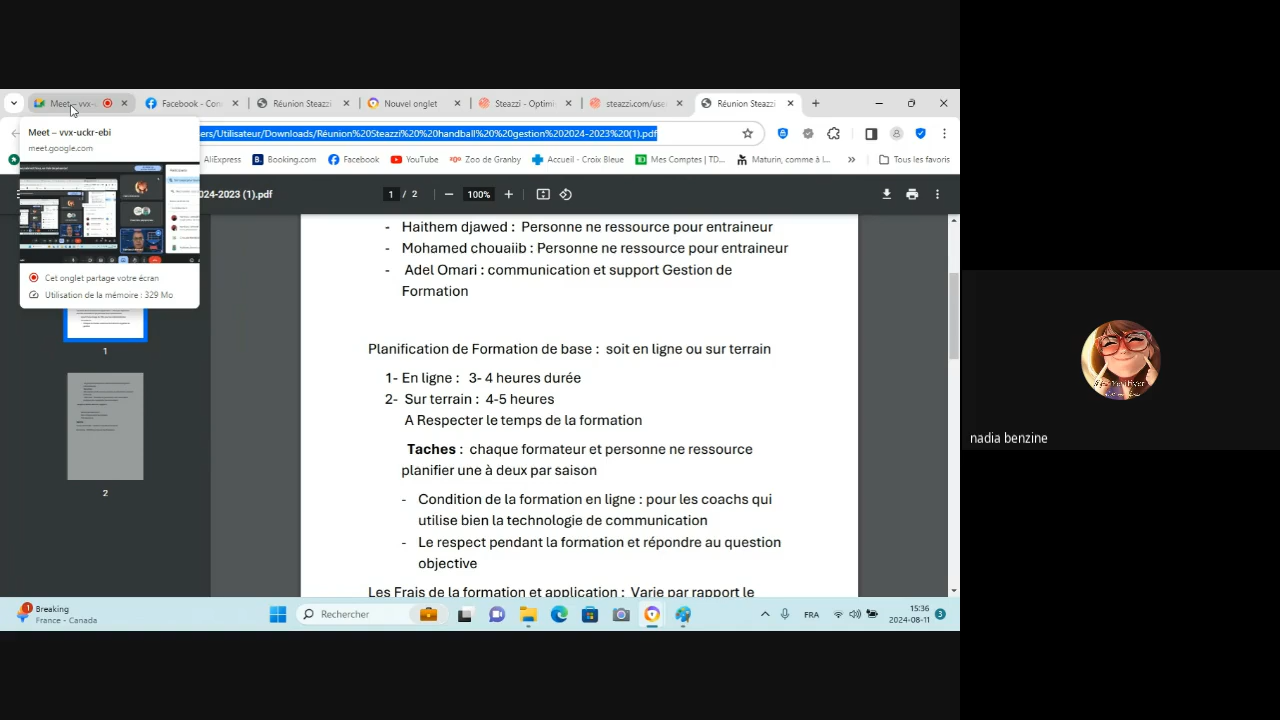 Meet – vvx-u
Facebook - Con
Réunion Steazzi
Nouvel onglet
Steazzi - Optimi
steazzi.com/use
Réunion Steazzi
Meet – vvx-uckr-ebi
meet.google.com
ers/Utilisateur/Downloads/Réunion%20Steazzi%20%20handball%20%20gestion%202024-2023%20(1).pdf
AliExpress
Booking.com
Facebook
YouTube
Zoo de Granby
Accueil - Croix Bleue
Mes Comptes | TD...
Maturin, comme à l...
Tous les favoris
024-2023 (1).pdf
1 / 2
100%
Cet onglet partage votre écran
Utilisation de la mémoire : 329 Mo
1
2
- Haithem djawed : Personne ne ressource pour entraineur
- Mohamed chouaib : Personne ne ressource pour entraineur
- Adel Omari : communication et support Gestion de
Formation
Planification de Formation de base : soit en ligne ou sur terrain
1- En ligne : 3- 4 heures durée
2- Sur terrain : 4-5 heures
A Respecter le temps de la formation
Taches : chaque formateur et personne ne ressource
planifier une à deux par saison
- Condition de la formation en ligne : pour les coachs qui
utilise bien la technologie de communication
- Le respect pendant la formation et répondre au question
objective
Les Frais de la formation et application : Varie par rapport le
nadia benzine
1
Breaking
France - Canada
Rechercher
FRA
15:36
2024-08-11
3